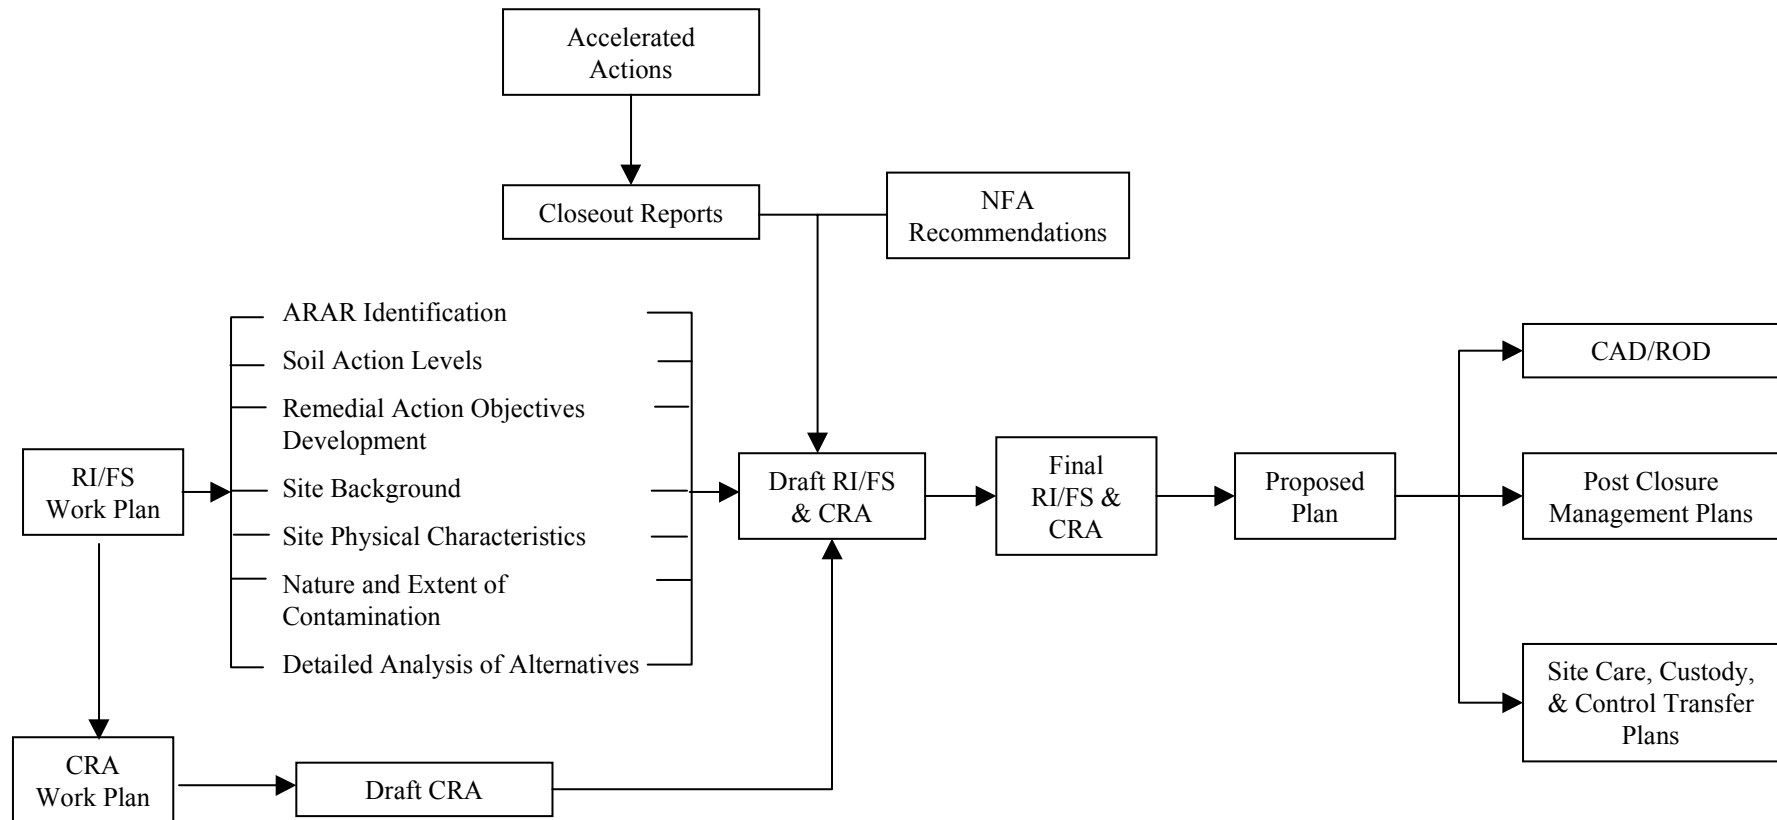 Accelerated
Actions
Closeout Reports
NFA
Recommendations
ARAR Identification
Soil Action Levels
Remedial Action Objectives
Development
Site Background
Site Physical Characteristics
Nature and Extent of
Contamination
Detailed Analysis of Alternatives
RI/FS
Work Plan
CRA
Work Plan
Draft CRA
Draft RI/FS
& CRA
Final
RI/FS &
CRA
Proposed
Plan
CAD/ROD
Post Closure
Management Plans
Site Care, Custody,
& Control Transfer
Plans